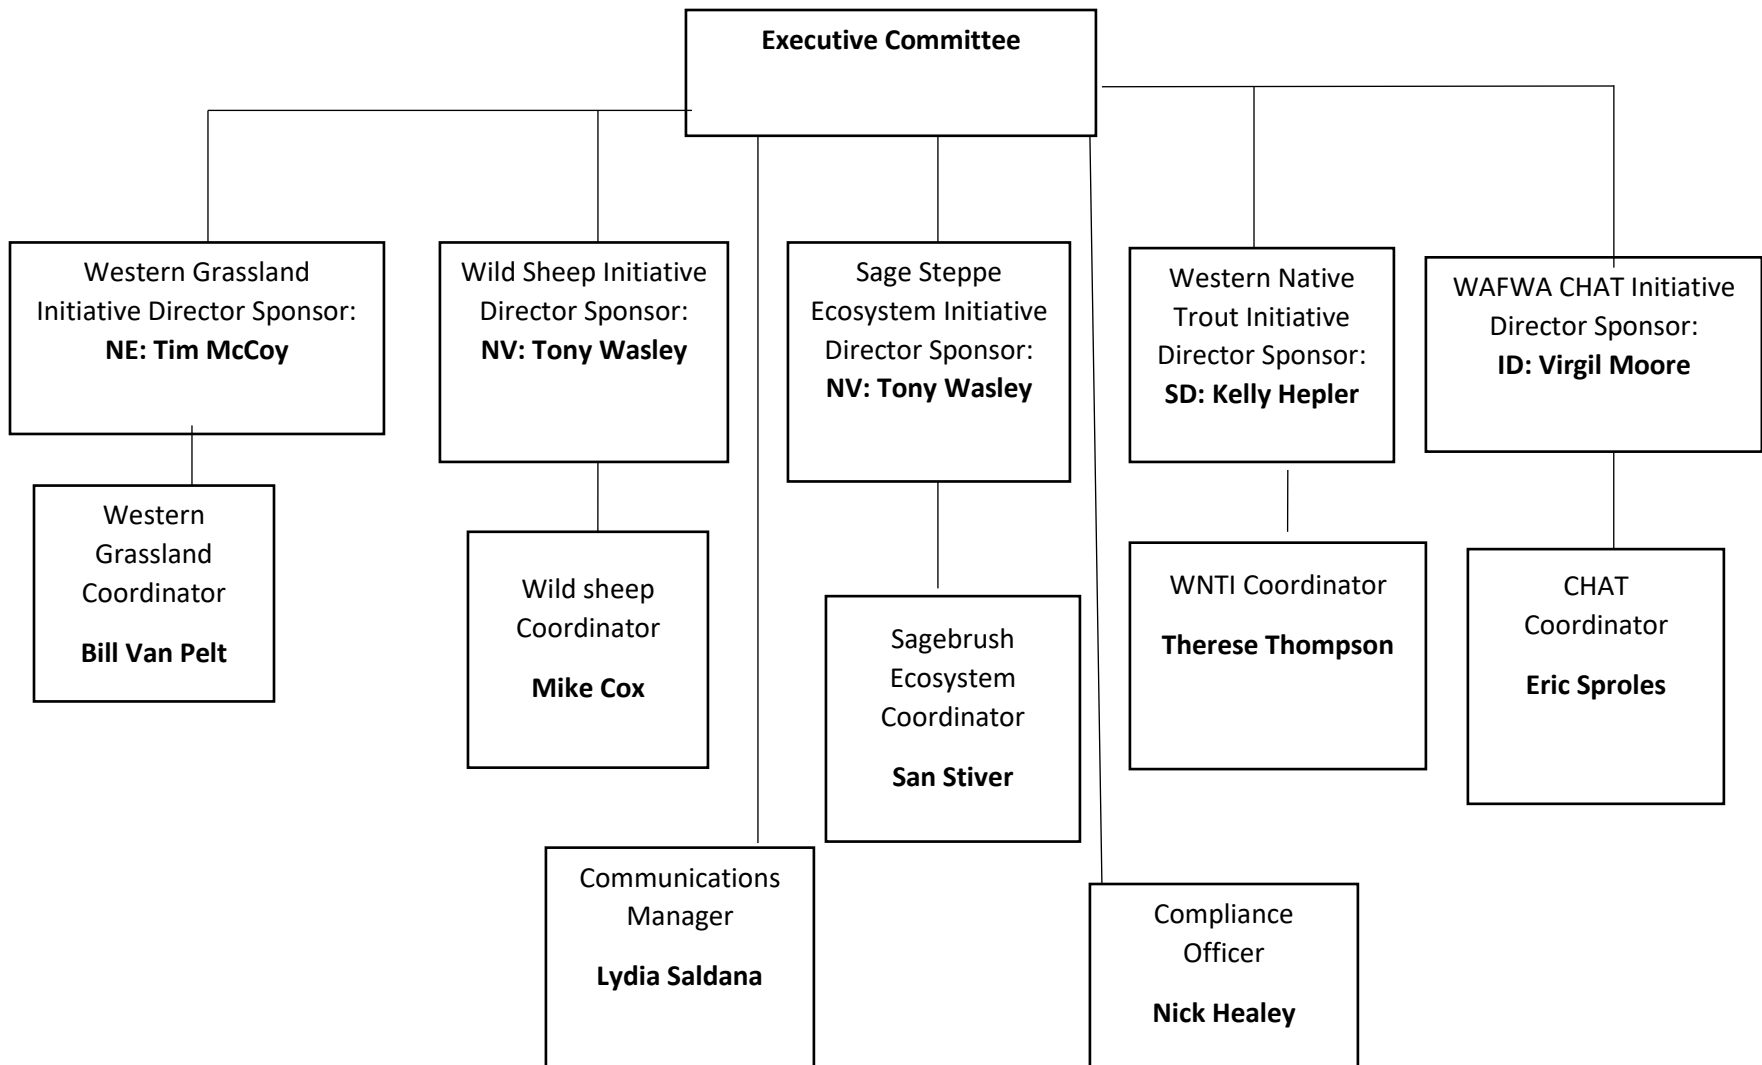 Executive Committee
Western Grassland
Initiative Director Sponsor:
NE: Tim McCoy
Wild Sheep Initiative
Director Sponsor:
NV: Tony Wasley
Sage Steppe
Ecosystem Initiative
Director Sponsor:
NV: Tony Wasley
Western Native
Trout Initiative
Director Sponsor:
SD: Kelly Hepler
WAFWA CHAT Initiative
Director Sponsor:
ID: Virgil Moore
Western
Grassland
Coordinator
Bill Van Pelt
Wild sheep
Coordinator
Mike Cox
Sagebrush
Ecosystem
Coordinator
San Stiver
WNTI Coordinator
Therese Thompson
CHAT
Coordinator
Eric Sproles
Communications
Manager
Lydia Saldana
Compliance
Officer
Nick Healey